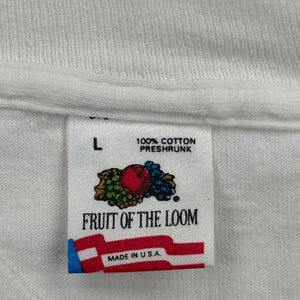 L
100% COTTON
PRESHRUNK
®
FRUIT OF THE LOOM
MADE IN U.S.A.